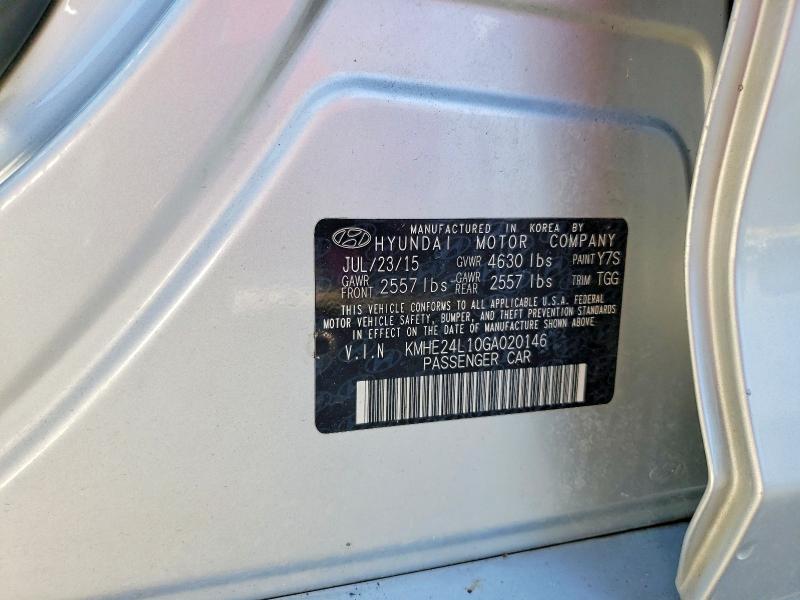 MANUFACTURED IN KOREA BY
HYUNDAI MOTOR COMPANY
JUL/23/15 GVWR 4630 lbs PAINT Y7S
GAWR FRONT 2557 lbs GAWR REAR 2557 lbs TRIM TGG
THIS VEHICLE CONFORMS TO ALL APPLICABLE U.S.A. FEDERAL
MOTOR VEHICLE SAFETY, BUMPER, AND THEFT PREVENTION STANDARDS
IN EFFECT ON THE DATE OF MANUFACTURE SHOWN ABOVE.
V.I.N KMHE24L10GA020146
PASSENGER CAR